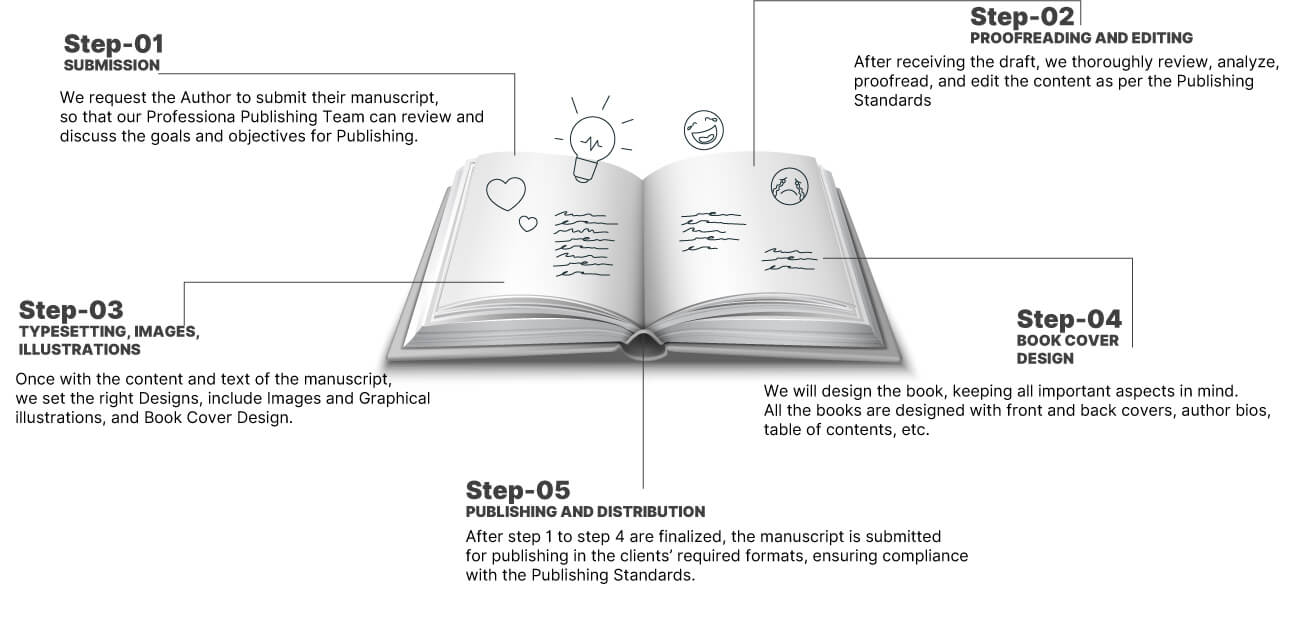 Step-01
SUBMISSION
We request the Author to submit their manuscript,
so that our Professiona Publishing Team can review and
discuss the goals and objectives for Publishing.
Step-02
PROOFREADING AND EDITING
After receiving the draft, we thoroughly review, analyze,
proofread, and edit the content as per the Publishing
Standards
Step-03
TYPESETTING, IMAGES,
ILLUSTRATIONS
Once with the content and text of the manuscript,
we set the right Designs, include Images and Graphical
illustrations, and Book Cover Design.
Step-04
BOOK COVER
DESIGN
We will design the book, keeping all important aspects in mind.
All the books are designed with front and back covers, author bios,
table of contents, etc.
Step-05
PUBLISHING AND DISTRIBUTION
After step 1 to step 4 are finalized, the manuscript is submitted
for publishing in the clients’ required formats, ensuring compliance
with the Publishing Standards.